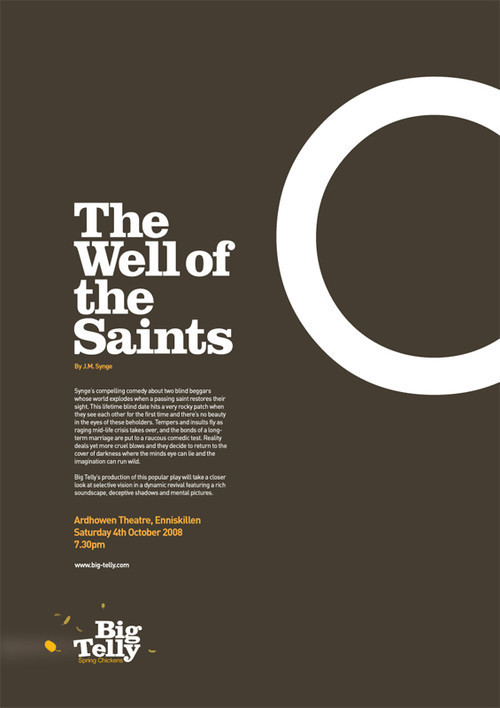 The
Well of
the
Saints
By J.M. Synge
Synge's compelling comedy about two blind beggars
whose world explodes when a passing saint restores their
sight. This lifetime blind date hits a very rocky patch when
they see each other for the first time and there's no beauty
in the eyes of these beholders. Tempers and insults fly as
raging mid-life crisis takes over, and the bonds of a long-
term marriage are put to a raucous comedic test. Reality
deals yet more cruel blows and they decide to return to the
cover of darkness where the minds eye can lie and the
imagination can run wild.
Big Telly's production of this popular play will take a closer
look at selective vision in a dynamic revival featuring a rich
soundscape, deceptive shadows and mental pictures.
Ardhowen Theatre, Enniskillen
Saturday 4th October 2008
7.30pm
www.big-telly.com
Big
Telly
Spring Chickens